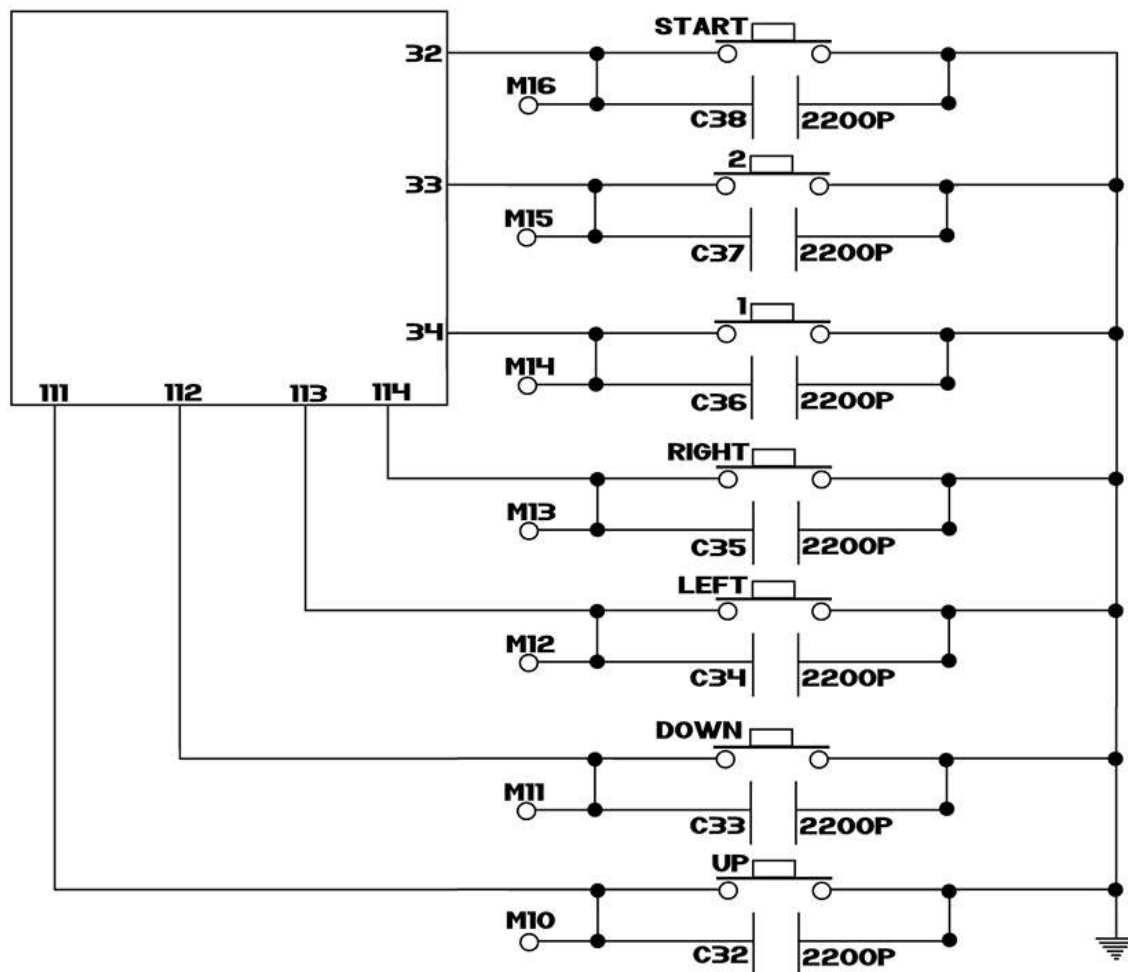 START
32
M16
C38 2200P
2
33
M15
C37 2200P
1
34
M14
C36 2200P
111 112 113 114
RIGHT
M13
C35 2200P
LEFT
M12
C34 2200P
DOWN
M11
C33 2200P
UP
M10
C32 2200P